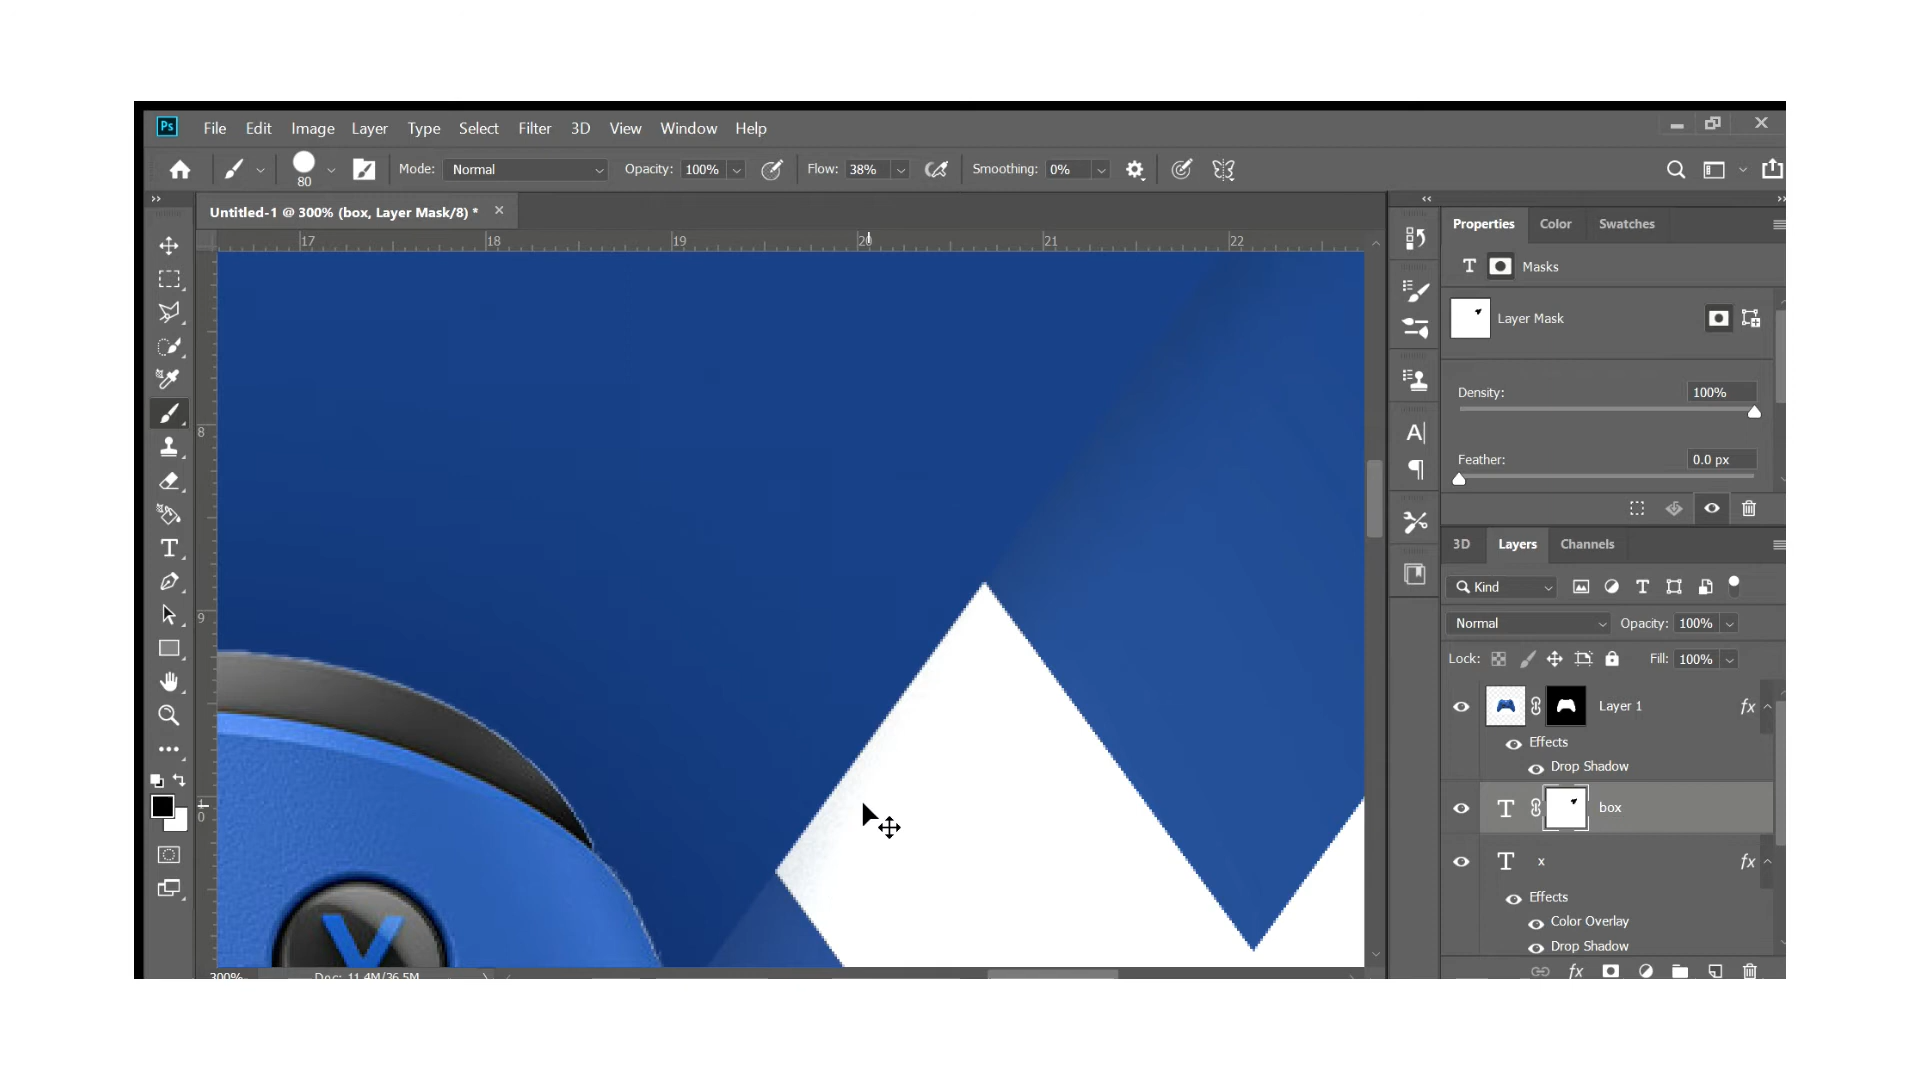 Ps File Edit Image Layer Type Select Filter 3D View Window Help
80 Mode: Normal Opacity: 100% Flow: 38% Smoothing: 0%
Untitled-1 @ 300% (box, Layer Mask/8) *
17 18 19 20 21 22
8
9
0
Y
300% Doc: 11.4M/36.5M
Properties Color Swatches
T Masks
Layer Mask
Density: 100%
Feather: 0.0 px
3D Layers Channels
Kind
Normal Opacity: 100%
Lock: Fill: 100%
Layer 1 fx
Effects
Drop Shadow
T box
T x fx
Effects
Color Overlay
Drop Shadow
fx